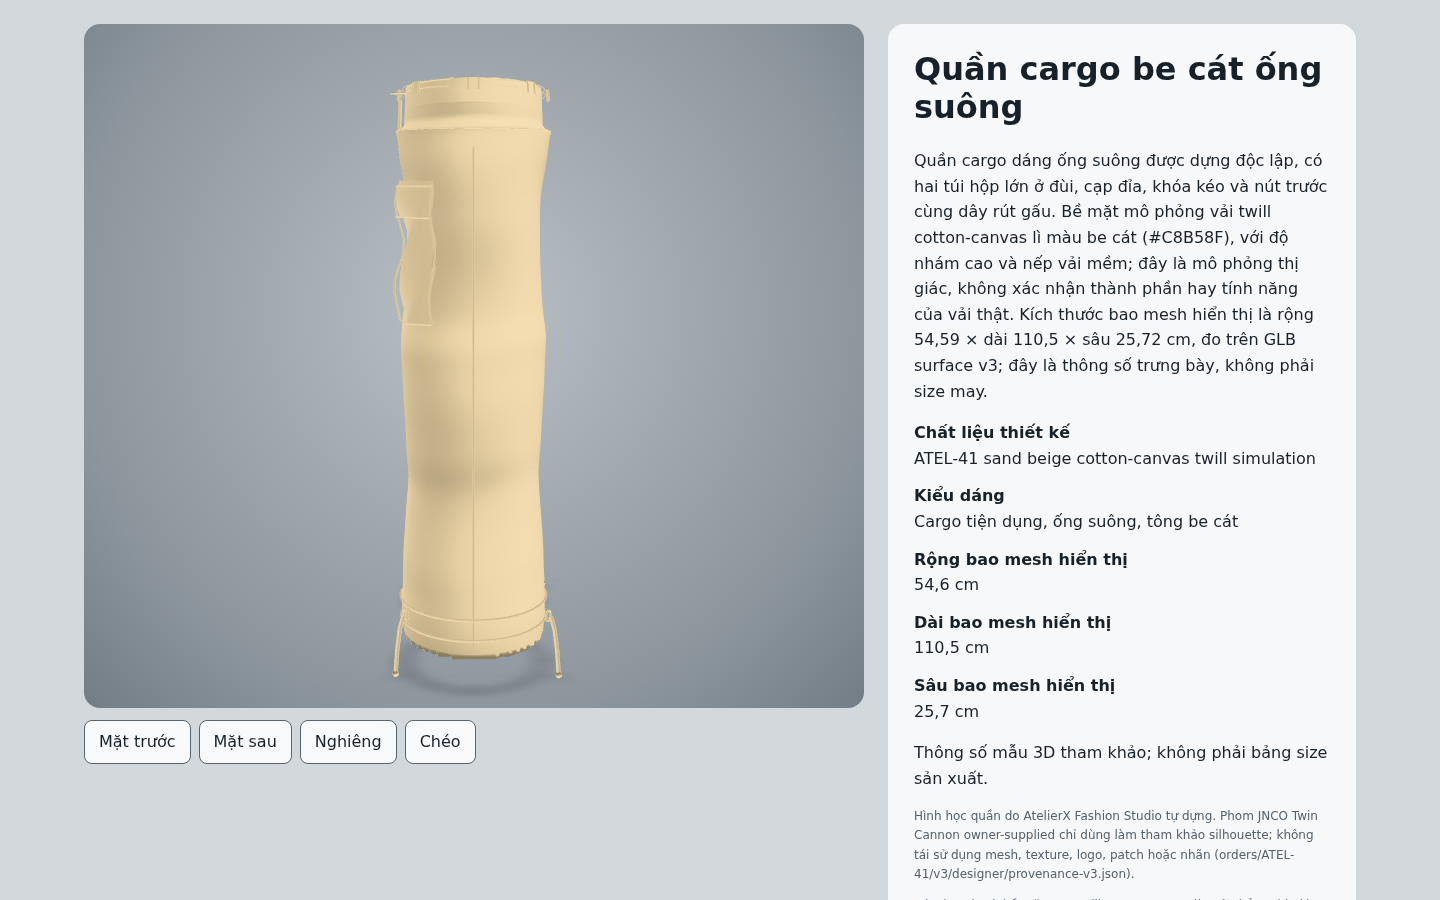 Quần cargo be cát ống
suông
Quần cargo dáng ống suông được dựng độc lập, có
hai túi hộp lớn ở đùi, cạp đỉa, khóa kéo và nút trước
cùng dây rút gấu. Bề mặt mô phỏng vải twill
cotton-canvas lì màu be cát (#C8B58F), với độ
nhám cao và nếp vải mềm; đây là mô phỏng thị
giác, không xác nhận thành phần hay tính năng
của vải thật. Kích thước bao mesh hiển thị là rộng
54,59 × dài 110,5 × sâu 25,72 cm, đo trên GLB
surface v3; đây là thông số trưng bày, không phải
size may.
Chất liệu thiết kế
ATEL-41 sand beige cotton-canvas twill simulation
Kiểu dáng
Cargo tiện dụng, ống suông, tông be cát
Rộng bao mesh hiển thị
54,6 cm
Dài bao mesh hiển thị
110,5 cm
Sâu bao mesh hiển thị
25,7 cm
Thông số mẫu 3D tham khảo; không phải bảng size
sản xuất.
Hình học quần do AtelierX Fashion Studio tự dựng. Phom JNCO Twin
Cannon owner-supplied chỉ dùng làm tham khảo silhouette; không
tái sử dụng mesh, texture, logo, patch hoặc nhãn (orders/ATEL-
41/v3/designer/provenance-v3.json).
Mặt trước
Mặt sau
Nghiêng
Chéo